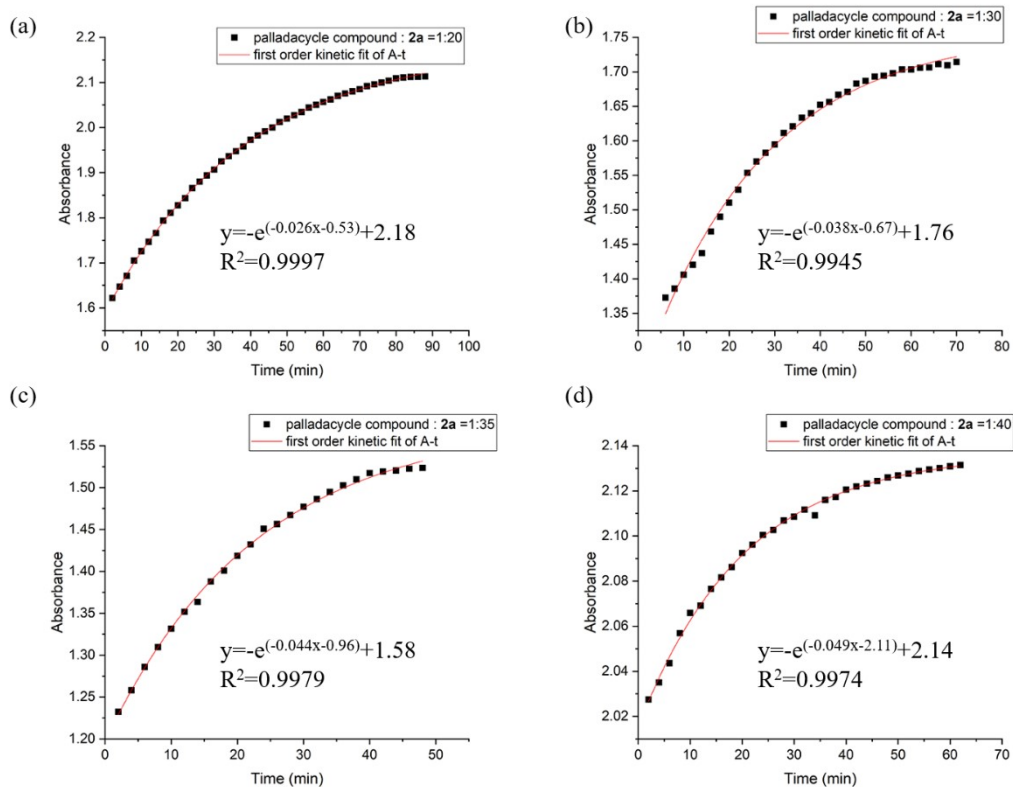 (a)
palladacycle compound : 2a =1:20
first order kinetic fit of A-t
2.2
2.1
2.0
1.9
1.8
1.7
1.6
Absorbance
y=-e(-0.026x-0.53)+2.18
R2=0.9997
0 10 20 30 40 50 60 70 80 90 100
Time (min)
(b)
palladacycle compound : 2a =1:30
first order kinetic fit of A-t
1.75
1.70
1.65
1.60
1.55
1.50
1.45
1.40
1.35
Absorbance
y=-e(-0.038x-0.67)+1.76
R2=0.9945
0 10 20 30 40 50 60 70 80
Time (min)
(c)
palladacycle compound : 2a =1:35
first order kinetic fit of A-t
1.55
1.50
1.45
1.40
1.35
1.30
1.25
1.20
Absorbance
y=-e(-0.044x-0.96)+1.58
R2=0.9979
0 10 20 30 40 50
Time (min)
(d)
palladacycle compound : 2a =1:40
first order kinetic fit of A-t
2.14
2.12
2.10
2.08
2.06
2.04
2.02
Absorbance
y=-e(-0.049x-2.11)+2.14
R2=0.9974
0 10 20 30 40 50 60 70
Time (min)